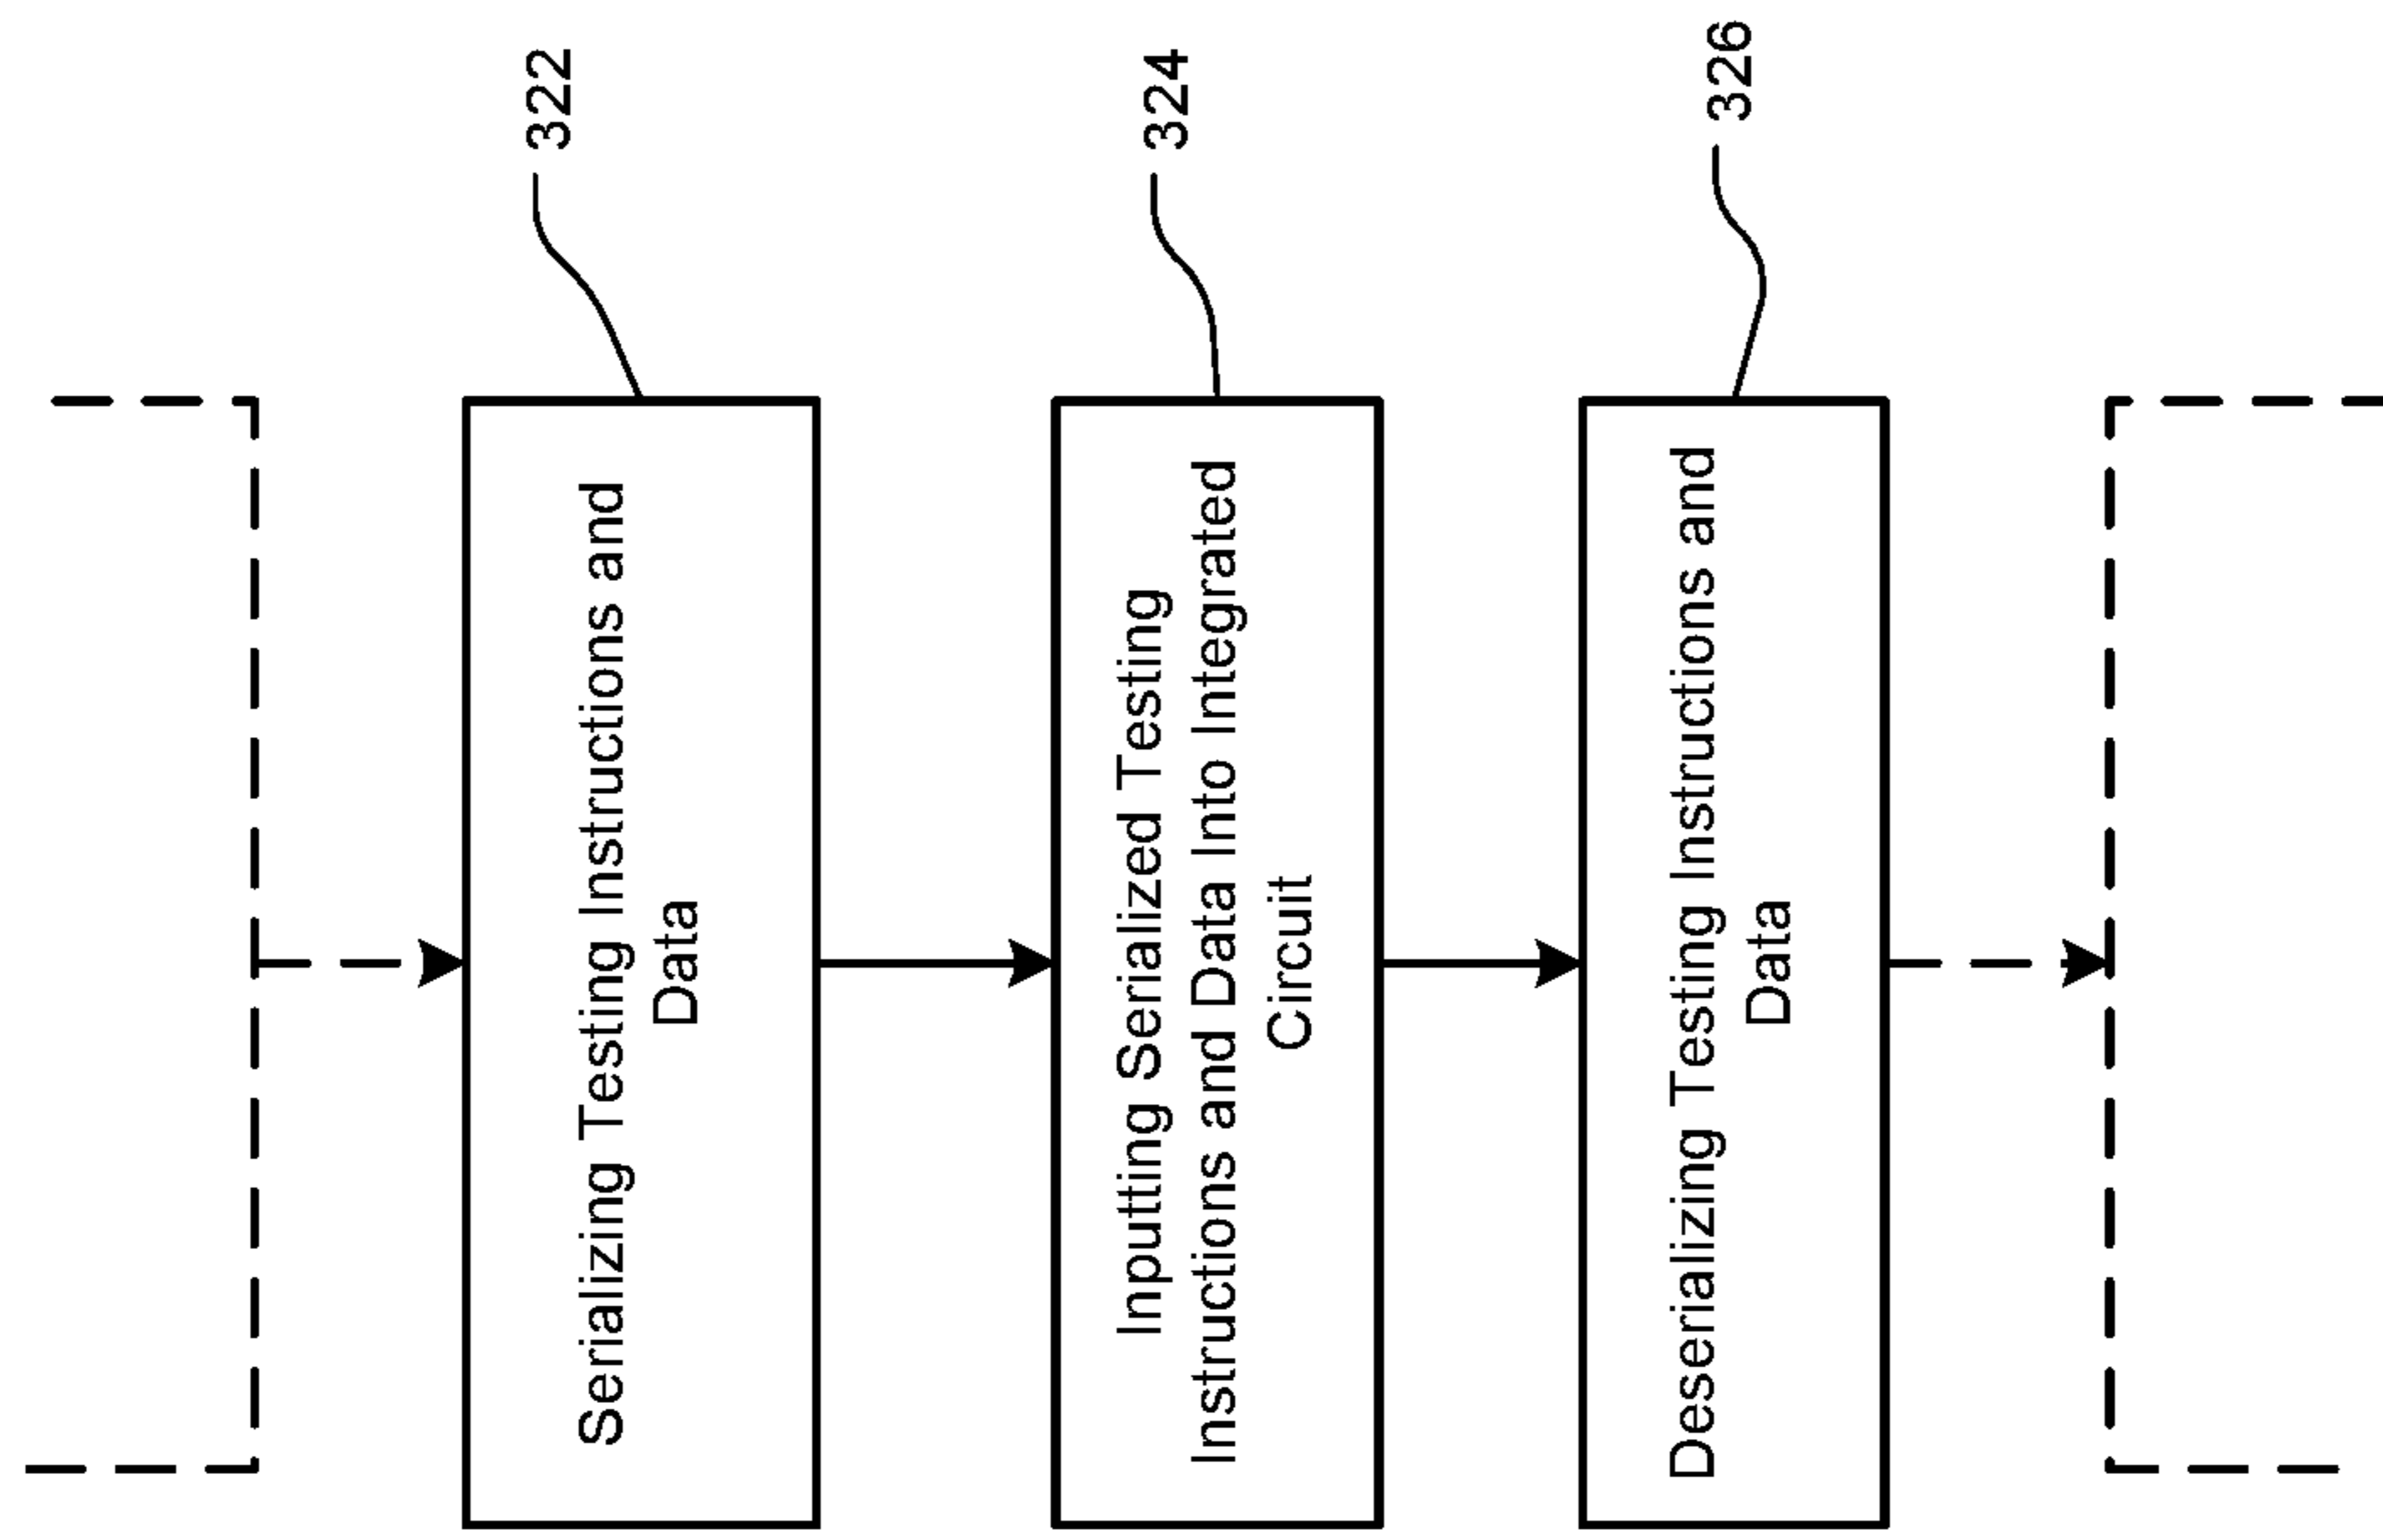 322
Serializing Testing Instructions and
Data
324
Inputting Serialized Testing
Instructions and Data Into Integrated
Circuit
326
Deserializing Testing Instructions and
Data